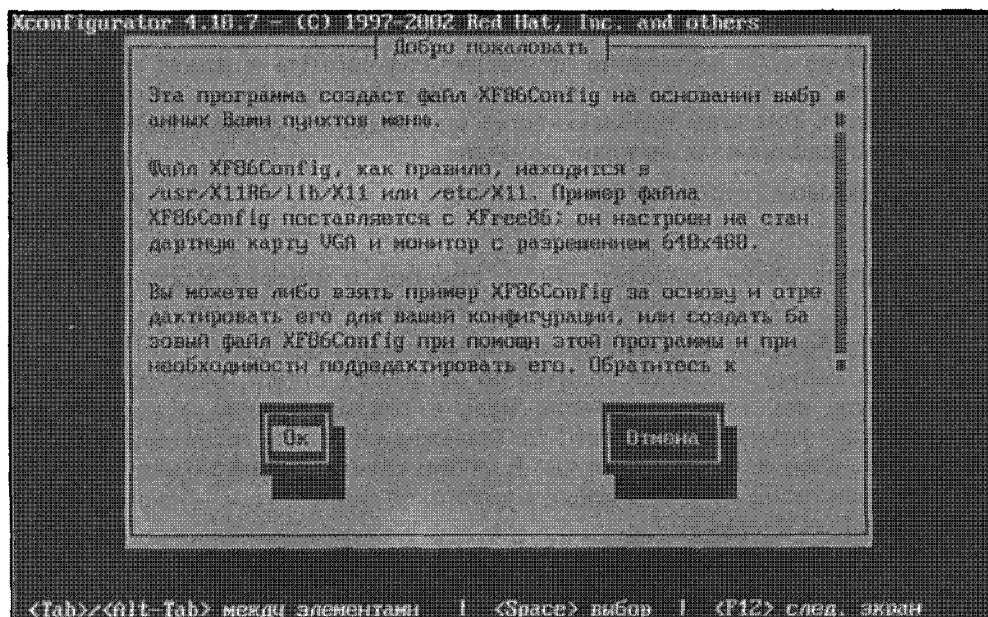 Xconfigurator 4.10.7 - (C) 1997-2002 Red Hat, Inc. and others
Добро пожаловать
Эта программа создаст файл XF86Config на основании выбр
анных Вами пунктов меню.
Файл XF86Config, как правило, находится в
/usr/X11R6/lib/X11 или /etc/X11. Пример файла
XF86Config поставляется с XFree86; он настроен на стан
дартную карту VGA и монитор с разрешением 640x480.
Вы можете либо взять пример XF86Config за основу и отре
дактировать его для вашей конфигурации, или создать ба
зовый файл XF86Config при помощи этой программы и при
необходимости подредактировать его. Обратитесь к
Ок
Отмена
<Tab>/<Alt-Tab> между элементами | <Space> выбор | <F12> след. экран